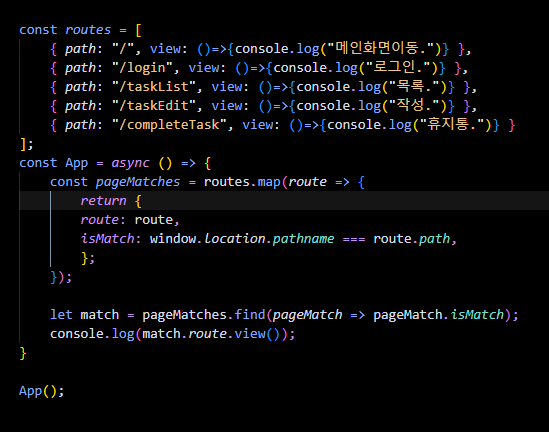 const routes = [
{ path: "/", view: ()=>{console.log("메인화면이동.")} },
{ path: "/login", view: ()=>{console.log("로그인.")} },
{ path: "/taskList", view: ()=>{console.log("목록.")} },
{ path: "/taskEdit", view: ()=>{console.log("작성.")} },
{ path: "/completeTask", view: ()=>{console.log("휴지통.")} }
];
const App = async () => {
const pageMatches = routes.map(route => {
return {
route: route,
isMatch: window.location.pathname === route.path,
};
});
let match = pageMatches.find(pageMatch => pageMatch.isMatch);
console.log(match.route.view());
}
App();